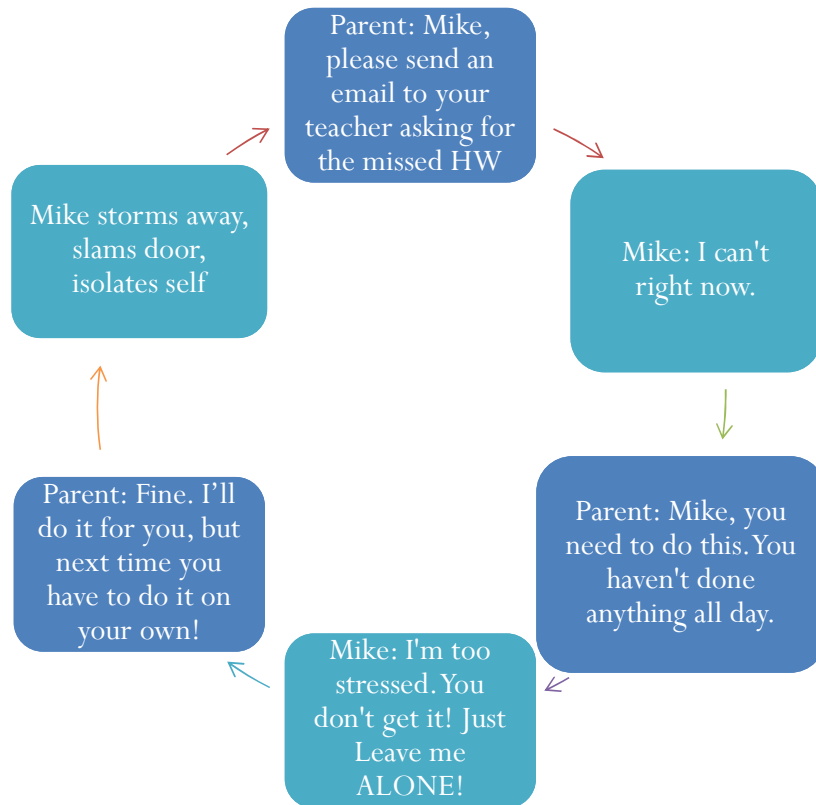 Parent: Mike,
please send an
email to your
teacher asking for
the missed HW
Mike: I can't
right now.
Parent: Mike, you
need to do this. You
haven't done
anything all day.
Mike: I'm too
stressed. You
don't get it! Just
Leave me
ALONE!
Parent: Fine. I’ll
do it for you, but
next time you
have to do it on
your own!
Mike storms away,
slams door,
isolates self